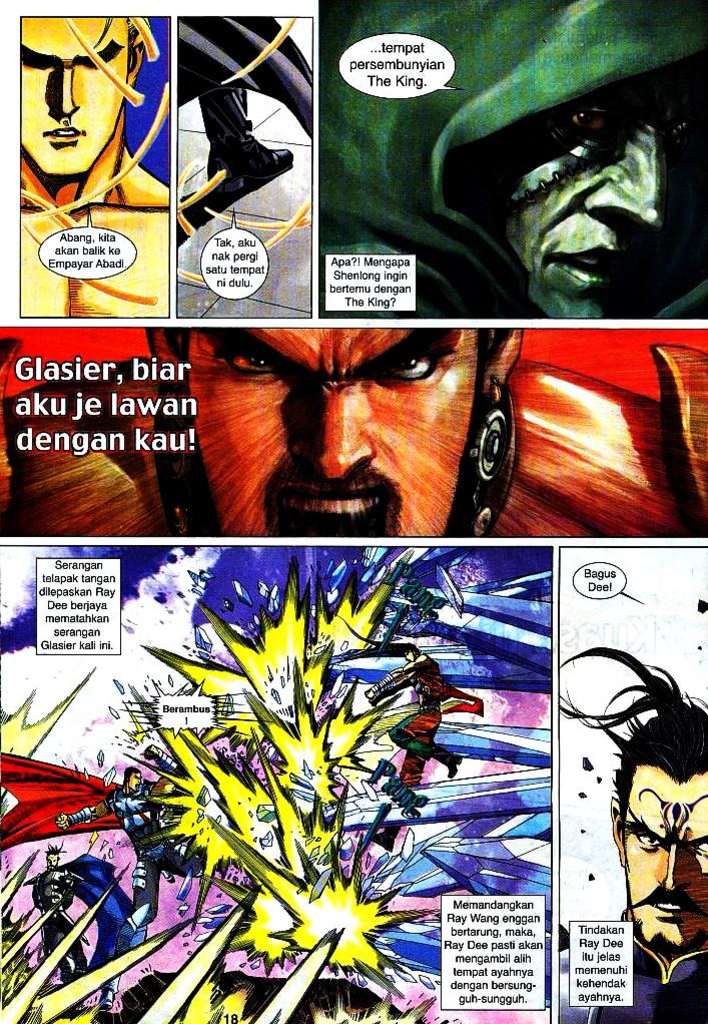 Abang, kita
akan balik ke
Empayar Abadi.
Tak, aku
nak pergi
satu tempat
ni dulu.
...tempat
persembunyian
The King.
Apa?! Mengapa
Shenlong ingin
bertemu dengan
The King?
Glasier, biar
aku je lawan
dengan kau!
Serangan
telapak tangan
dilepaskan Ray
Dee berjaya
mematahkan
serangan
Glasier kali ini.
Berambus
!
Pang
Pang
Memandangkan
Ray Wang enggan
bertarung, maka,
Ray Dee pasti akan
mengambil alih
tempat ayahnya
dengan bersung-
guh-sungguh.
Bagus
Dee!
Tindakan
Ray Dee
itu jelas
memenuhi
kehendak
ayahnya.
18